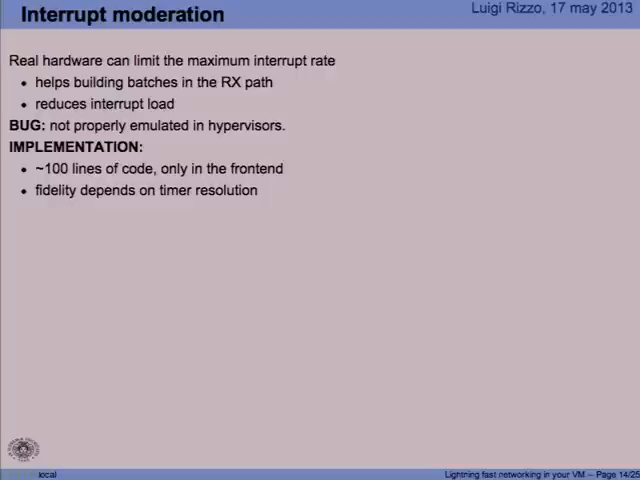 Interrupt moderation
Luigi Rizzo, 17 may 2013
Real hardware can limit the maximum interrupt rate
• helps building batches in the RX path
• reduces interrupt load
BUG: not properly emulated in hypervisors.
IMPLEMENTATION:
• ~100 lines of code, only in the frontend
• fidelity depends on timer resolution
local
Lightning fast networking in your VM -- Page 14/25